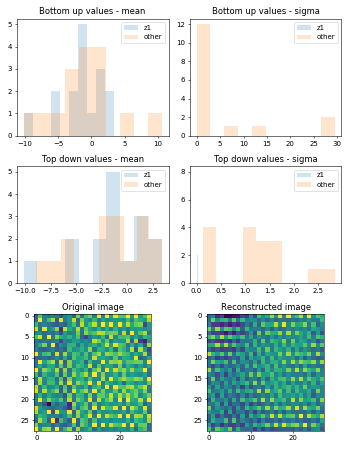 Bottom up values - mean
5
4
3
2
1
0
z1
other
−10 −5 0 5 10
Bottom up values - sigma
12
10
8
6
4
2
0
z1
other
0 5 10 15 20 25 30
Top down values - mean
5
4
3
2
1
0
z1
other
−10.0 −7.5 −5.0 −2.5 0.0 2.5
Top down values - sigma
8
6
4
2
0
z1
other
0.0 0.5 1.0 1.5 2.0 2.5
Original image
0
5
10
15
20
25
0 10 20
Reconstructed image
0
5
10
15
20
25
0 10 20